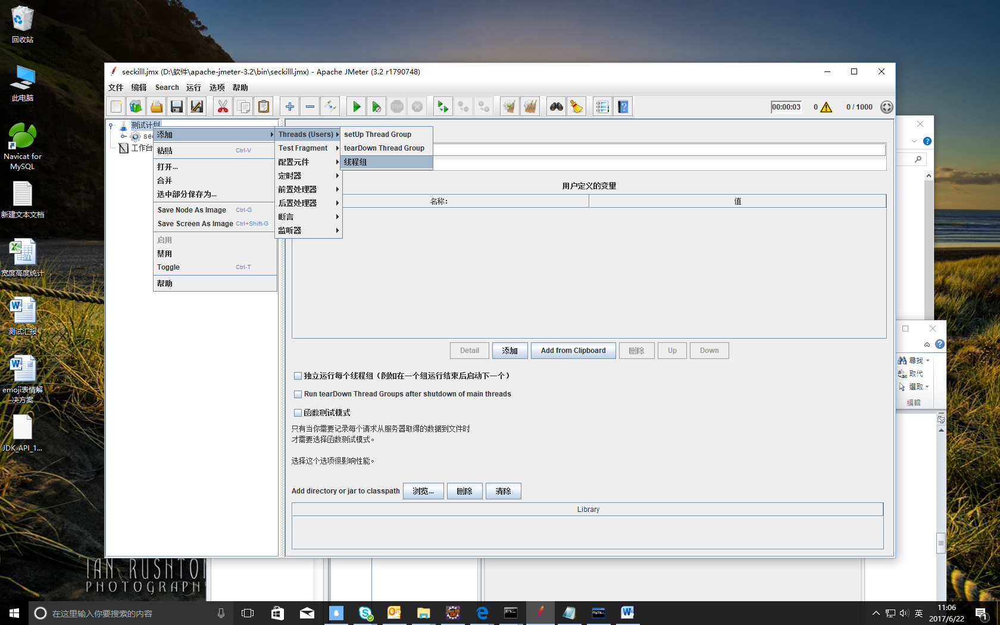 回收站
此电脑
Navicat for
MySQL
新建文本文档
宽度高度统计
测试汇报
emoji表情解
决方案
JDK_API_1...
seckilll.jmx (D:\软件\apache-jmeter-3.2\bin\seckilll.jmx) - Apache JMeter (3.2 r1790748)
文件 编辑 Search 运行 选项 帮助
STOP
00:00:03 0 0 / 1000
测试计划
sec
工作台
添加
粘贴 Ctrl-V
打开...
合并
选中部分保存为...
Save Node As Image Ctrl-G
Save Screen As Image Ctrl+Shift-G
启用
禁用
Toggle Ctrl-T
帮助
Threads (Users)
Test Fragment
配置元件
定时器
前置处理器
后置处理器
断言
监听器
setUp Thread Group
tearDown Thread Group
线程组
用户定义的变量
名称: 值
Detail 添加 Add from Clipboard 删除 Up Down
独立运行每个线程组（例如在一个组运行结束后启动下一个）
Run tearDown Thread Groups after shutdown of main threads
函数测试模式
只有当你需要记录每个请求从服务器取得的数据到文件时
才需要选择函数测试模式。
选择这个选项很影响性能。
Add directory or jar to classpath 浏览... 删除 清除
Library
尋找
取代
選取
編輯
IAN RUSHTON
PHOTOGRAPHY
在这里输入你要搜索的内容
英
11:06
2017/6/22
1